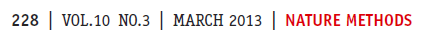 228 | VOL.10 NO.3 | MARCH 2013 | NATURE METHODS